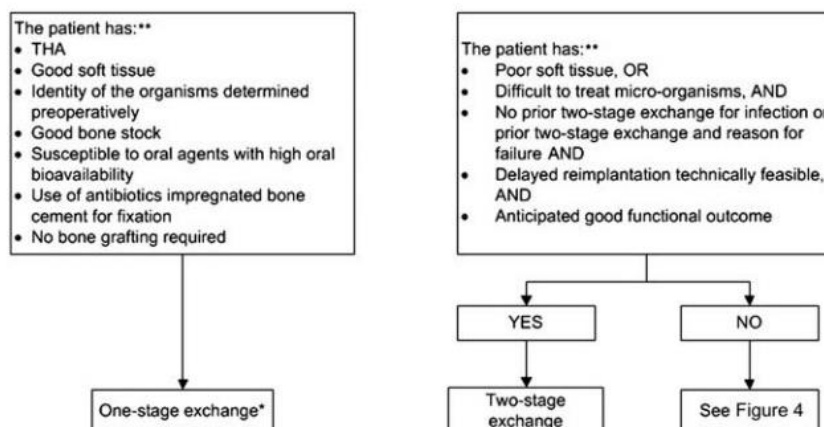 The patient has:**
• THA
• Good soft tissue
• Identity of the organisms determined
preoperatively
• Good bone stock
• Susceptible to oral agents with high oral
bioavailability
• Use of antibiotics impregnated bone
cement for fixation
• No bone grafting required
One-stage exchange*
The patient has:**
• Poor soft tissue, OR
• Difficult to treat micro-organisms, AND
• No prior two-stage exchange for infection or
prior two-stage exchange and reason for
failure AND
• Delayed reimplantation technically feasible,
AND
• Anticipated good functional outcome
YES
NO
Two-stage
exchange
See Figure 4